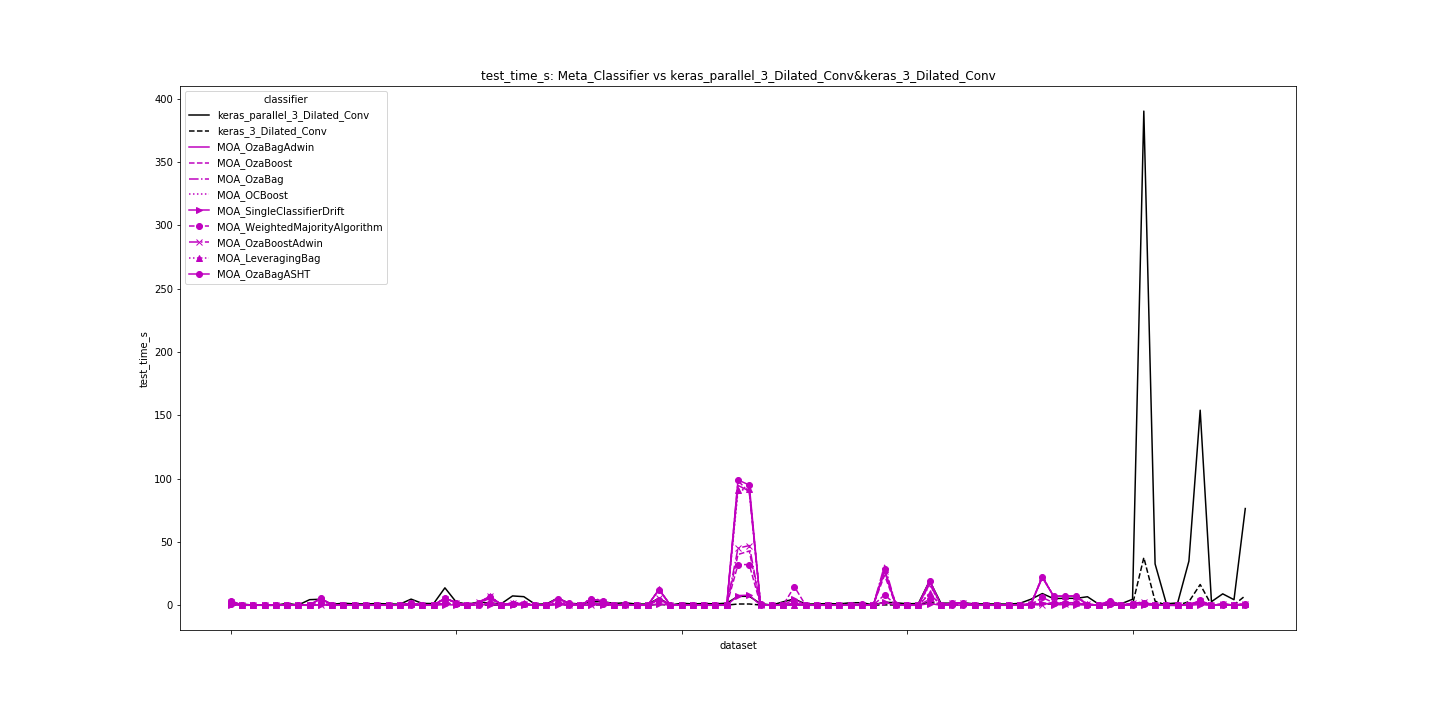 test_time_s: Meta_Classifier vs keras_parallel_3_Dilated_Conv&keras_3_Dilated_Conv
classifier
keras_parallel_3_Dilated_Conv
keras_3_Dilated_Conv
MOA_OzaBagAdwin
MOA_OzaBoost
MOA_OzaBag
MOA_OCBoost
MOA_SingleClassifierDrift
MOA_WeightedMajorityAlgorithm
MOA_OzaBoostAdwin
MOA_LeveragingBag
MOA_OzaBagASHT
400
350
300
250
200
150
100
50
0
test_time_s
dataset